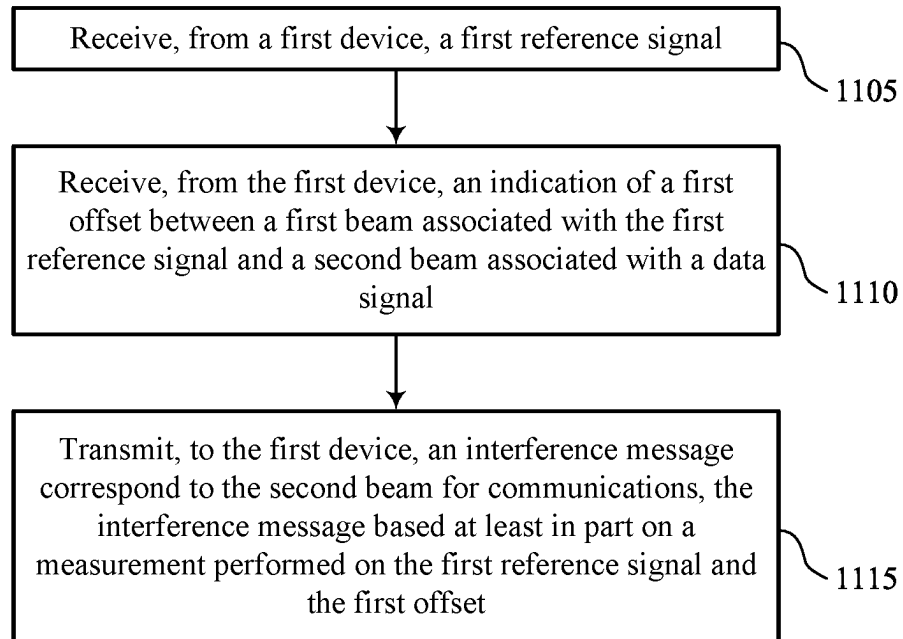 Receive, from a first device, a first reference signal
1105
Receive, from the first device, an indication of a first
offset between a first beam associated with the first
reference signal and a second beam associated with a data
signal
1110
Transmit, to the first device, an interference message
correspond to the second beam for communications, the
interference message based at least in part on a
measurement performed on the first reference signal and
the first offset
1115